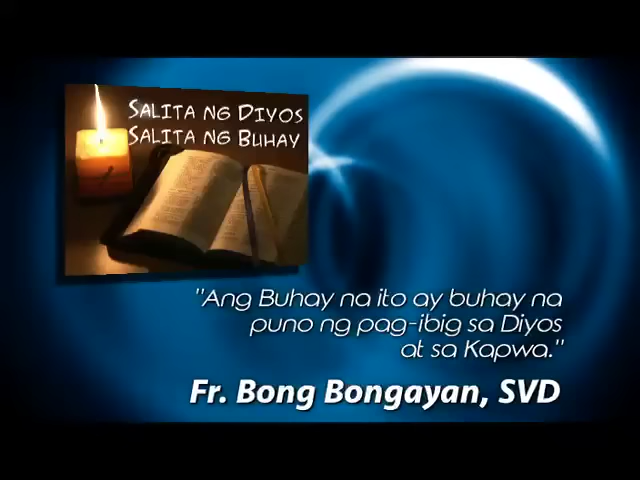 SALITA NG DIYOS
SALITA NG BUHAY
"Ang Buhay na ito ay buhay na
puno ng pag-ibig sa Diyos
at sa Kapwa."
Fr. Bong Bongayan, SVD